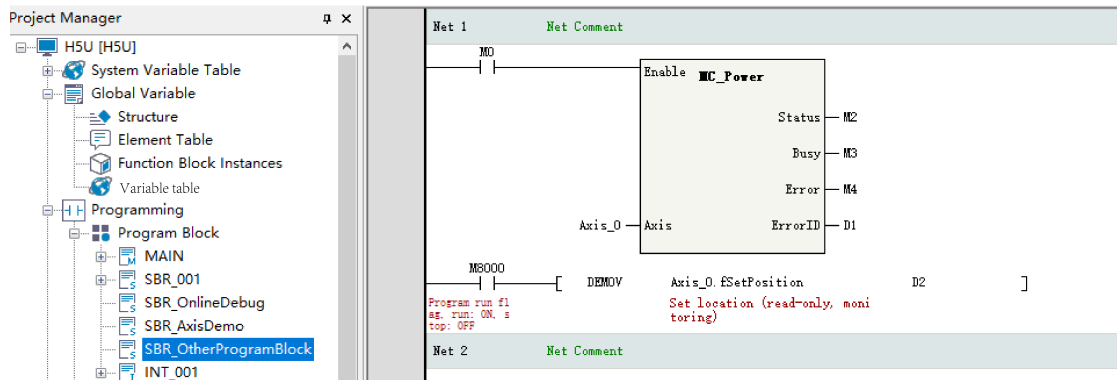 Project Manager
H5U [H5U]
System Variable Table
Global Variable
Structure
Element Table
Function Block Instances
Variable table
Programming
Program Block
MAIN
SBR_001
SBR_OnlineDebug
SBR_AxisDemo
SBR_OtherProgramBlock
INT_001
Net 1 Net Comment
M0
Enable MC_Power
Status M2
Busy M3
Error M4
Axis_0 Axis ErrorID D1
M8000
[ DEMOV Axis_0.fSetPosition D2 ]
Program run fl
ag, run: ON, s
top: OFF
Set location (read-only, moni
toring)
Net 2 Net Comment